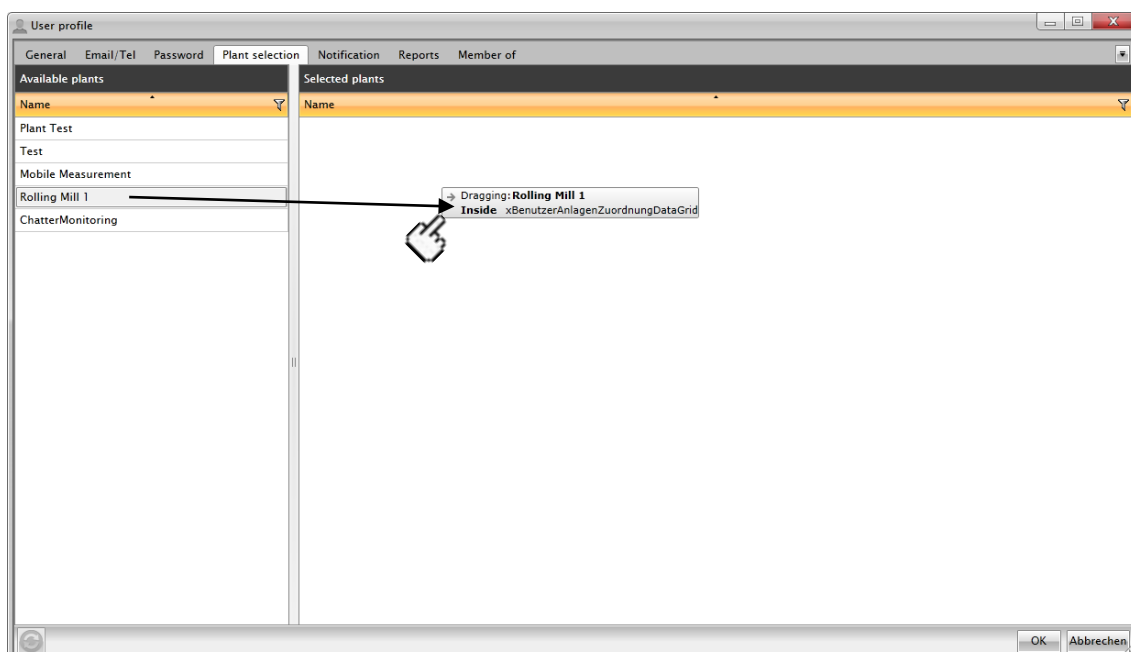 User profile
General Email/Tel Password Plant selection Notification Reports Member of
Available plants
Selected plants
Name
Name
Plant Test
Test
Mobile Measurement
Rolling Mill 1
Dragging: Rolling Mill 1
Inside xBenutzerAnlagenZuordnungDataGrid
ChatterMonitoring
OK Abbrechen